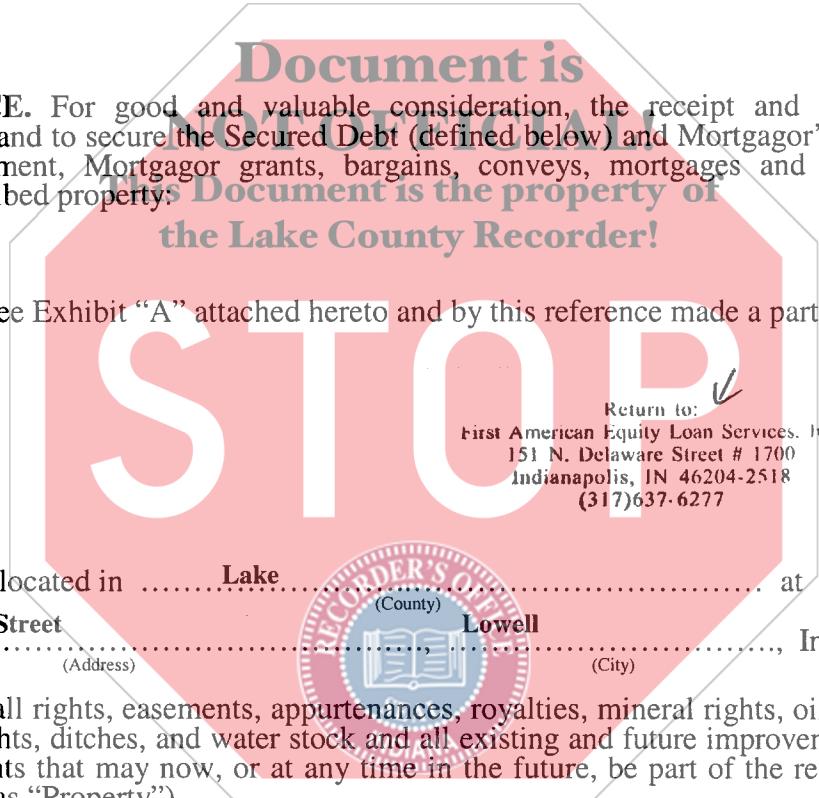 Document is
E. For good and valuable consideration, the receipt and
NOT OFFICIAL!
and to secure the Secured Debt (defined below) and Mortgagor'
ment, Mortgagor grants, bargains, conveys, mortgages and
This Document is the property of
bed property:
the Lake County Recorder!
ee Exhibit “A” attached hereto and by this reference made a part
STOP
Return to:
First American Equity Loan Services. I
151 N. Delaware Street # 1700
Indianapolis, IN 46204-2518
(317)637-6277
located in ........ Lake ........ at
(County)
Street ........, Lowell ........, In
(Address) (City)
RECORDER'S OFFICE
INDIANA
all rights, easements, appurtenances, royalties, mineral rights, oi
hts, ditches, and water stock and all existing and future improve
nts that may now, or at any time in the future, be part of the re
as “Property”)